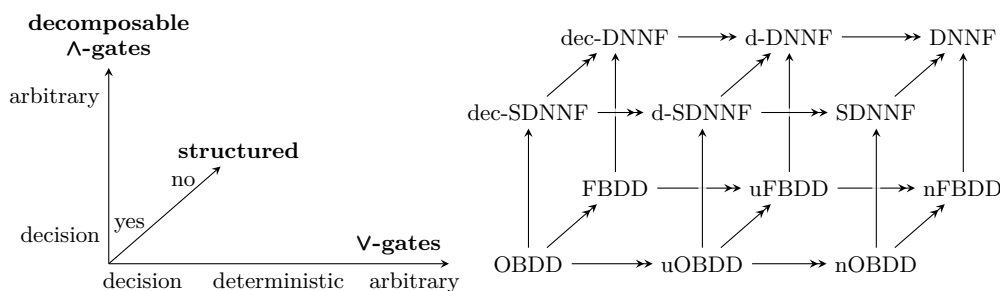 decomposable
∧-gates
arbitrary
structured
no
yes
decision
∨-gates
decision deterministic arbitrary
dec-DNNF d-DNNF DNNF
dec-SDNNF d-SDNNF SDNNF
FBDD uFBDD nFBDD
OBDD uOBDD nOBDD